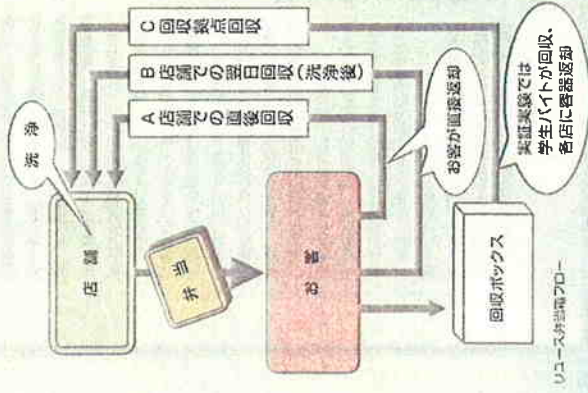 洗浄
店舗
弁当
お客
回収ボックス
C 回収拠点回収
B 店舗での翌日回収(洗浄後)
A 店舗での直後回収
お客が直接返却
実証実験では
学生バイトが回収、
各店に容器返却
リユース弁当箱フロー